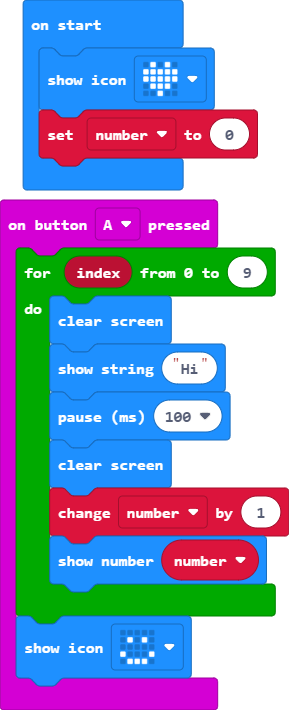 on start
show icon
set number to 0
on button A pressed
for index from 0 to 9
do
clear screen
show string "Hi"
pause (ms) 100
clear screen
change number by 1
show number number
show icon